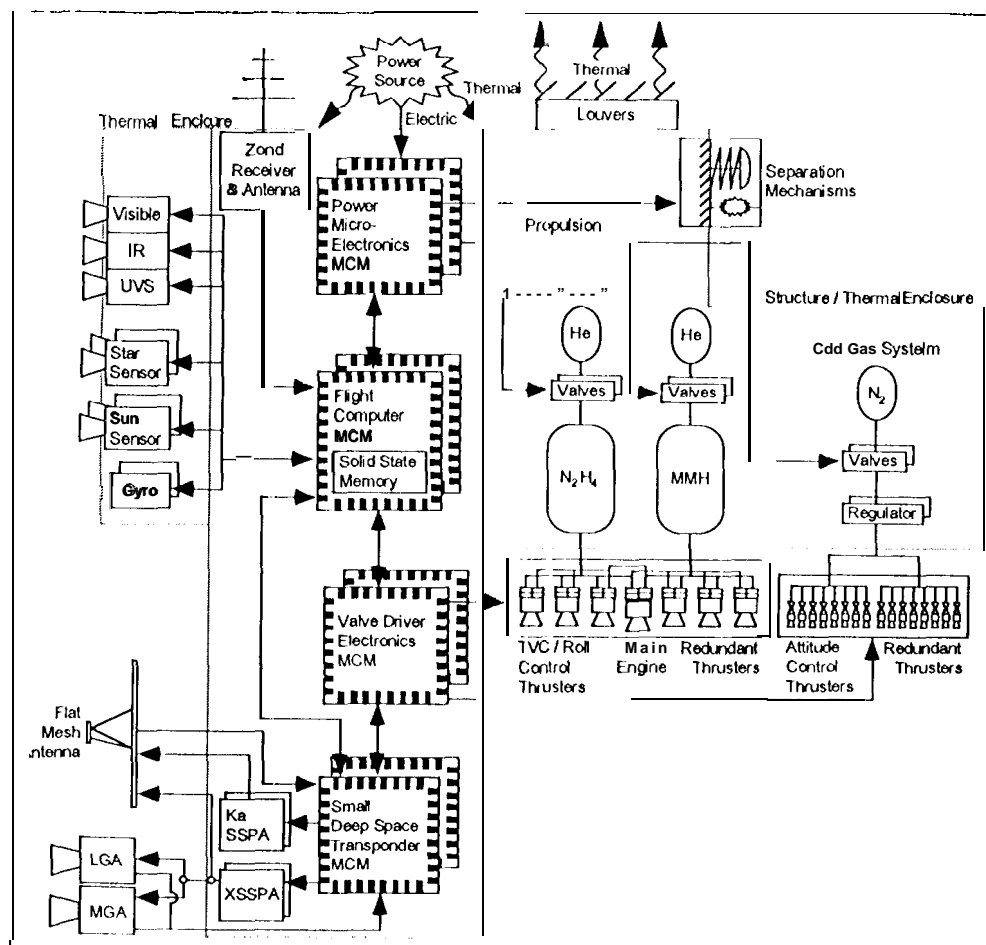 Power
Source
Thermal
Electric
Thermal
Louvers
Thermal Encloure
Zond
Receiver
& Antenna
Power
Micro-
Electronics
MCM
Propulsion
Separation
Mechanisms
Visible
IR
UVS
Star
Sensor
Sun
Sensor
Gyro
Flight
Computer
MCM
Solid State
Memory
1 - - - - - " - - - - "
He
Valves
N2H4
He
Valves
MMH
Structure / Thermal Enclosure
Cdd Gas Systelm
N2
Valves
Regulator
Valve Driver
Electronics
MCM
TVC / Roll
Control
Thrusters
Main
Engine
Redundant
Thrusters
Attitude
Control
Thrusters
Redundant
Thrusters
Flat
Mesh
ntenna
Ka
SSPA
Small
Deep Space
Transponder
MCM
LGA
MGA
XSSPA